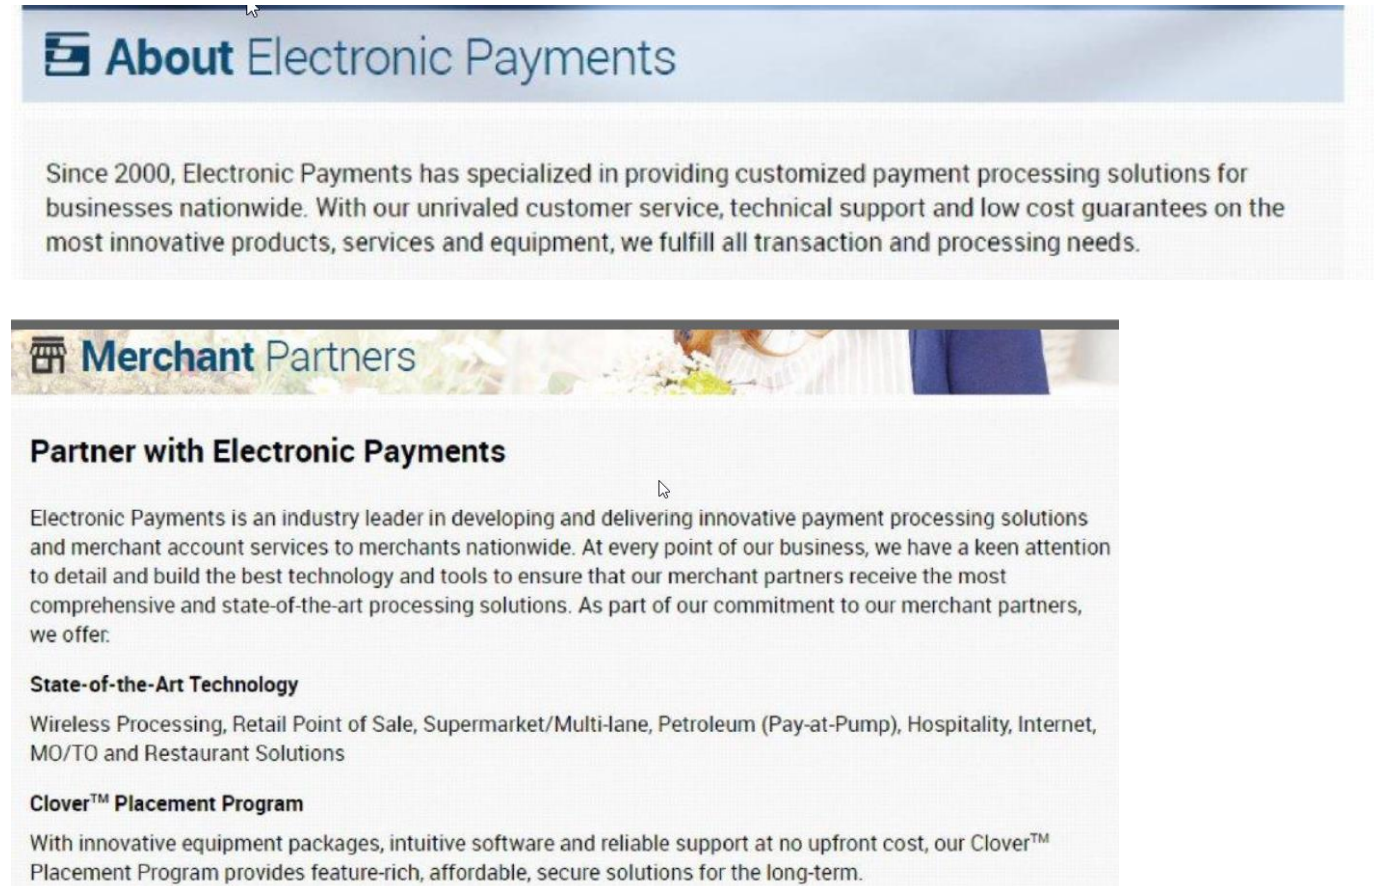 About Electronic Payments
Since 2000, Electronic Payments has specialized in providing customized payment processing solutions for
businesses nationwide. With our unrivaled customer service, technical support and low cost guarantees on the
most innovative products, services and equipment, we fulfill all transaction and processing needs.
Merchant Partners
Partner with Electronic Payments
Electronic Payments is an industry leader in developing and delivering innovative payment processing solutions
and merchant account services to merchants nationwide. At every point of our business, we have a keen attention
to detail and build the best technology and tools to ensure that our merchant partners receive the most
comprehensive and state-of-the-art processing solutions. As part of our commitment to our merchant partners,
we offer:
State-of-the-Art Technology
Wireless Processing, Retail Point of Sale, Supermarket/Multi-lane, Petroleum (Pay-at-Pump), Hospitality, Internet,
MO/TO and Restaurant Solutions
Clover™ Placement Program
With innovative equipment packages, intuitive software and reliable support at no upfront cost, our Clover™
Placement Program provides feature-rich, affordable, secure solutions for the long-term.